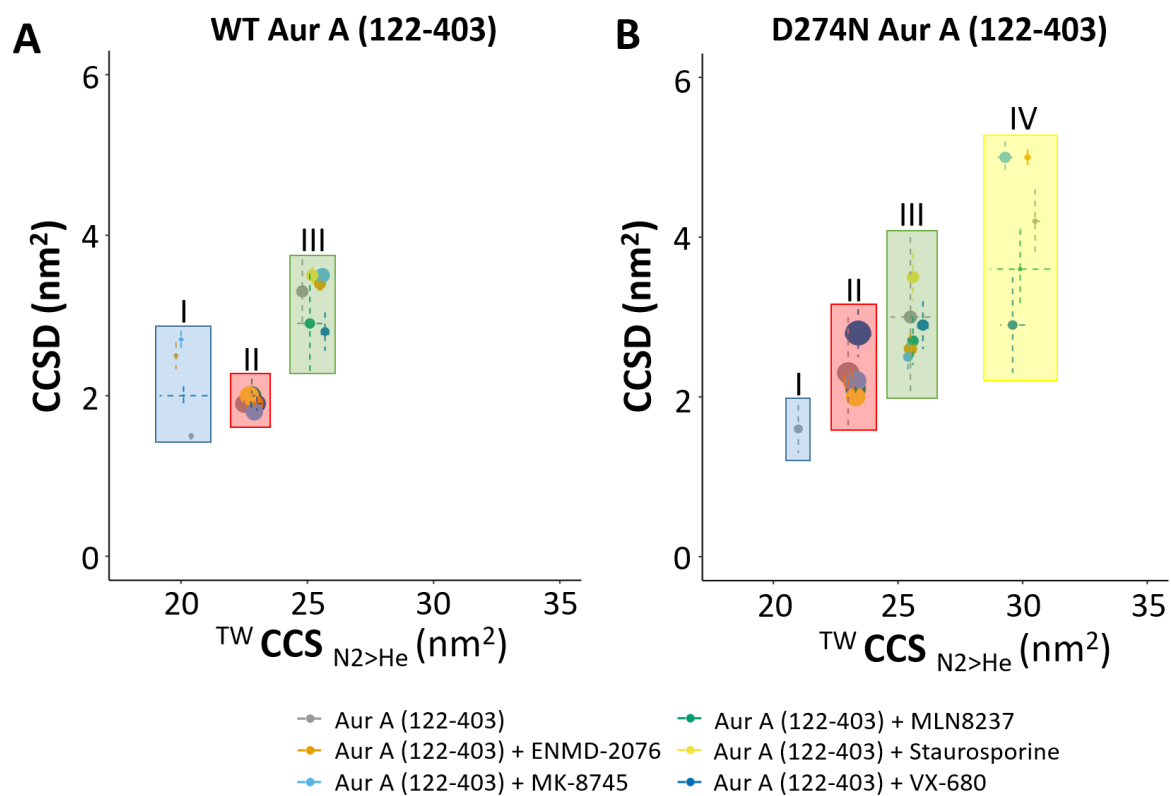 A
WT Aur A (122-403)
B
D274N Aur A (122-403)
6
4
2
0
CCSD (nm²)
I
II
III
20 25 30 35
TW CCS N2>He (nm²)
6
4
2
0
CCSD (nm²)
I
II
III
IV
20 25 30 35
TW CCS N2>He (nm²)
Aur A (122-403)
Aur A (122-403) + ENMD-2076
Aur A (122-403) + MK-8745
Aur A (122-403) + MLN8237
Aur A (122-403) + Staurosporine
Aur A (122-403) + VX-680